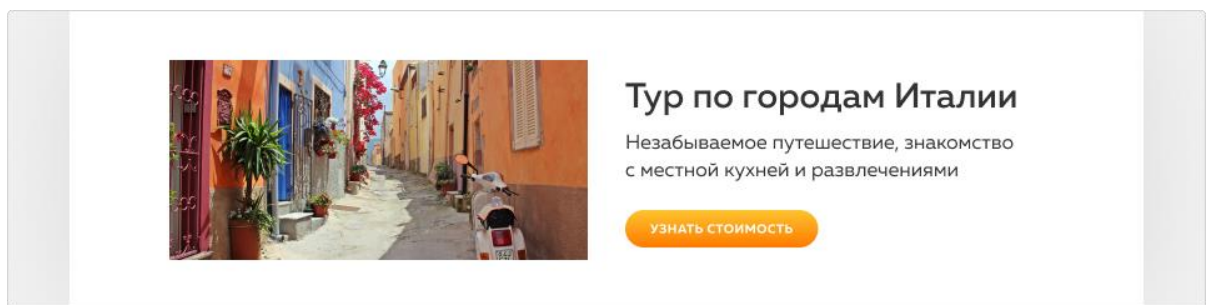 Тур по городам Италии
Незабываемое путешествие, знакомство
с местной кухней и развлечениями
УЗНАТЬ СТОИМОСТЬ